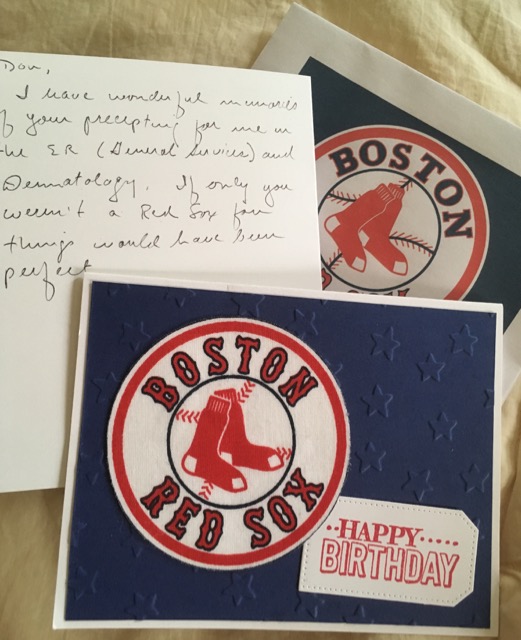 Don,
I have wonderful memories
of your precepting for me in
the ER (General Services) and
Dermatology. If only you
weren't a Red Sox fan
things would have been
perfect
BOSTON
BOSTON
RED SOX
HAPPY.....
BIRTHDAY